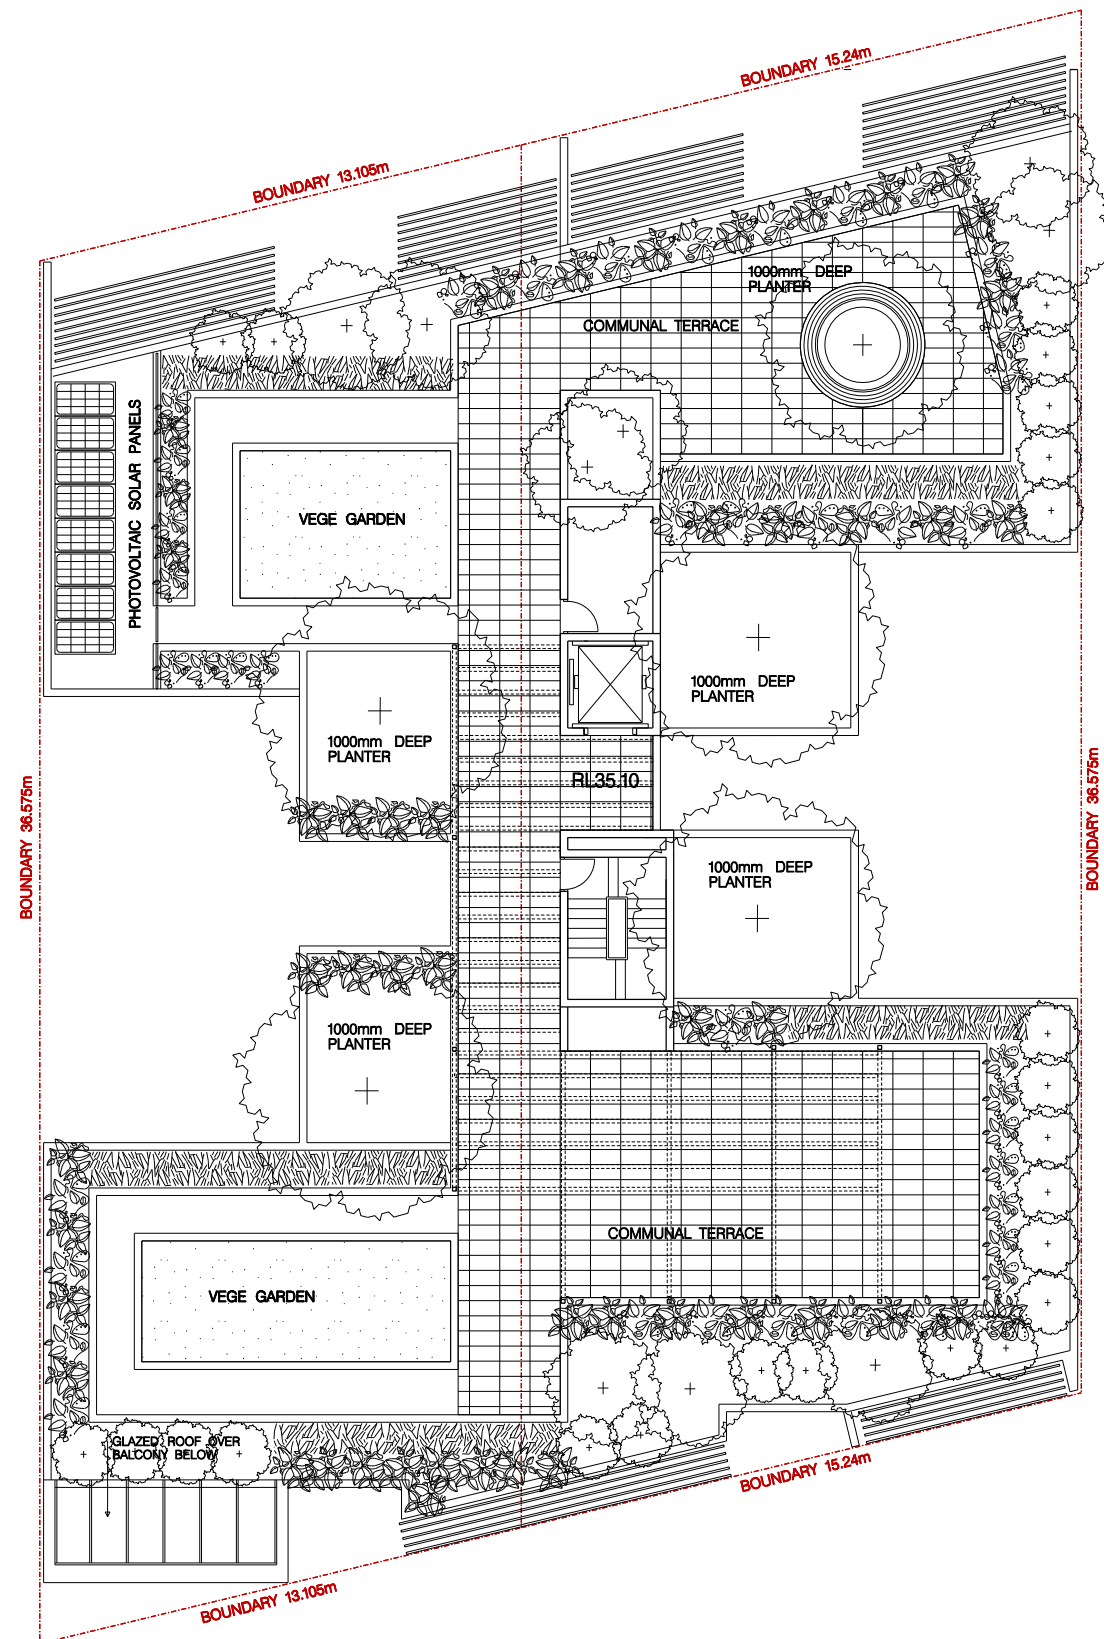 BOUNDARY 15.24m
BOUNDARY 13.105m
1000mm DEEP
PLANTER
COMMUNAL TERRACE
PHOTOVOLTAIC SOLAR PANELS
VEGE GARDEN
1000mm DEEP
PLANTER
1000mm DEEP
PLANTER
RL35.10
BOUNDARY 36.575m
BOUNDARY 36.575m
1000mm DEEP
PLANTER
1000mm DEEP
PLANTER
COMMUNAL TERRACE
VEGE GARDEN
GLAZED ROOF OVER
BALCONY BELOW
BOUNDARY 15.24m
BOUNDARY 13.105m